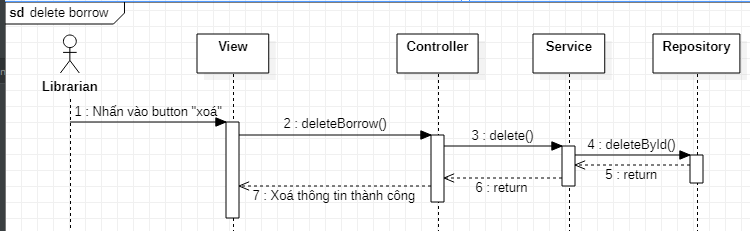 sd delete borrow
View
Controller
Service
Repository
Librarian
1 : Nhấn vào button "xoá"
2 : deleteBorrow()
3 : delete()
4 : deleteById()
5 : return
6 : return
7 : Xoá thông tin thành công